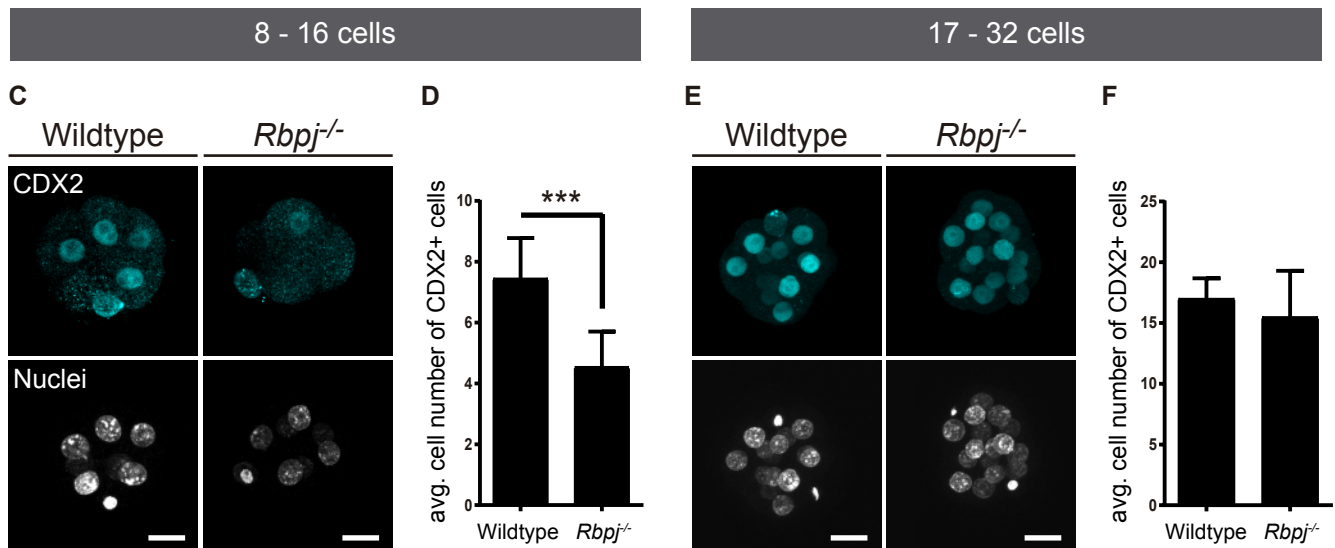 8 - 16 cells
17 - 32 cells
C
Wildtype
Rbpj-/-
CDX2
Nuclei
D
avg. cell number of CDX2+ cells
10
8
6
4
2
0
***
Wildtype
Rbpj-/-
E
Wildtype
Rbpj-/-
F
avg. cell number of CDX2+ cells
25
20
15
10
5
0
Wildtype
Rbpj-/-